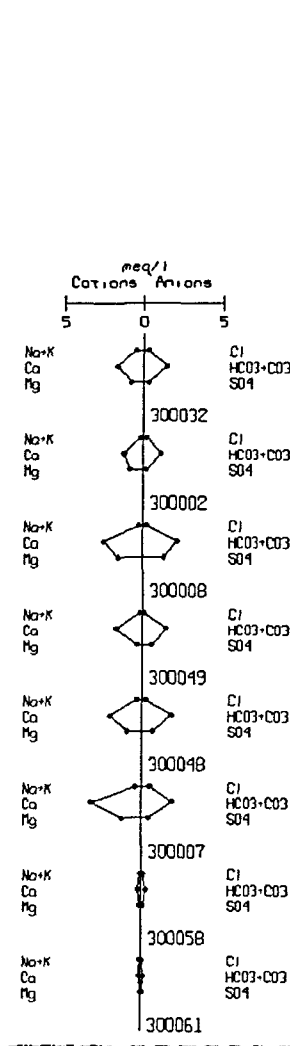 meq/l
Cations Anions
5 0 5
Na+K Cl
Ca HCO3+CO3
Mg SO4
300032
Na+K Cl
Ca HCO3+CO3
Mg SO4
300002
Na+K Cl
Ca HCO3+CO3
Mg SO4
300008
Na+K Cl
Ca HCO3+CO3
Mg SO4
300049
Na+K Cl
Ca HCO3+CO3
Mg SO4
300048
Na+K Cl
Ca HCO3+CO3
Mg SO4
300007
Na+K Cl
Ca HCO3+CO3
Mg SO4
300058
Na+K Cl
Ca HCO3+CO3
Mg SO4
300061